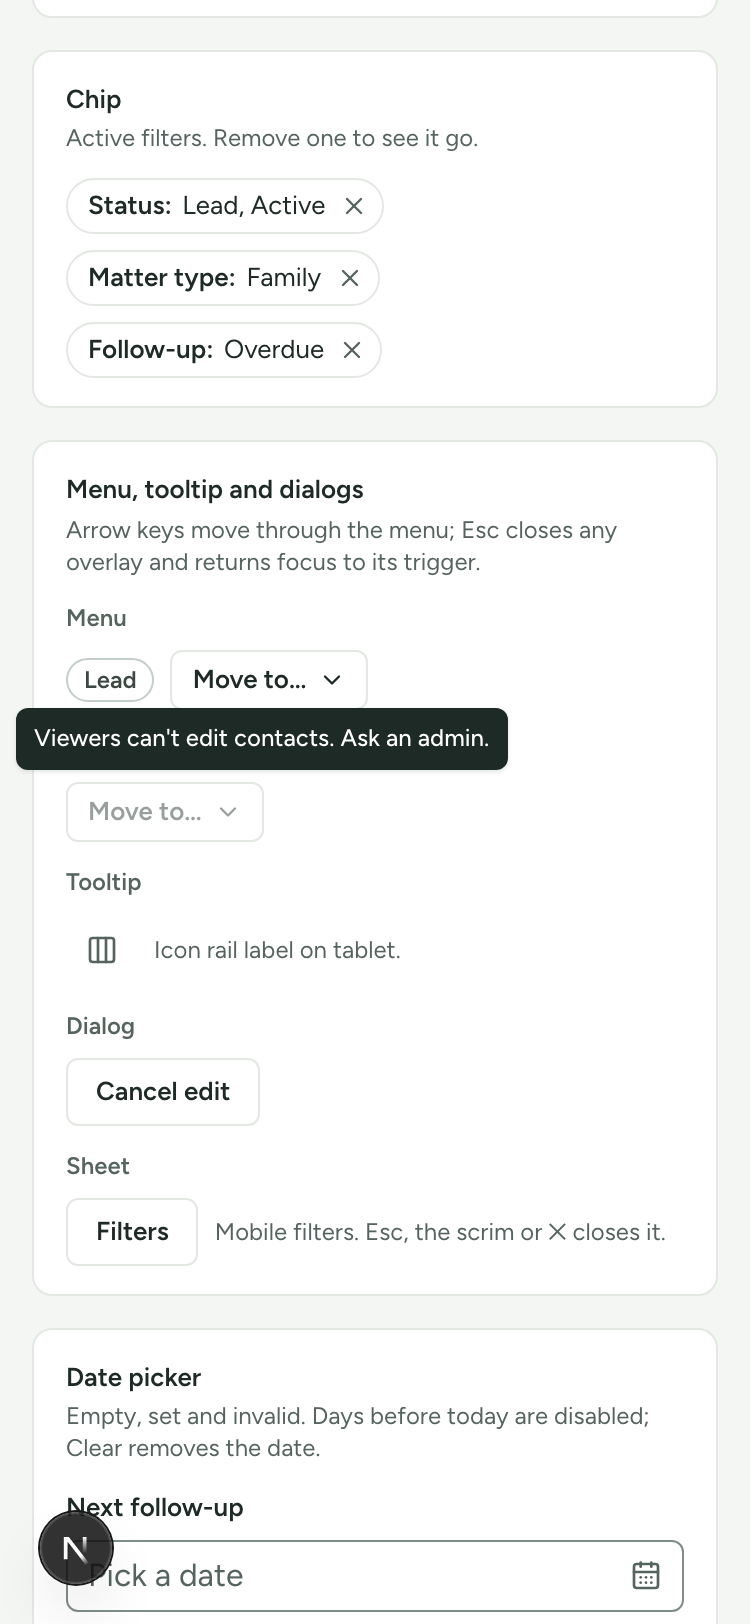 Chip
Active filters. Remove one to see it go.
Status: Lead, Active
Matter type: Family
Follow-up: Overdue
Menu, tooltip and dialogs
Arrow keys move through the menu; Esc closes any
overlay and returns focus to its trigger.
Menu
Lead Move to...
Viewers can't edit contacts. Ask an admin.
Move to...
Tooltip
Icon rail label on tablet.
Dialog
Cancel edit
Sheet
Filters Mobile filters. Esc, the scrim or X closes it.
Date picker
Empty, set and invalid. Days before today are disabled;
Clear removes the date.
Next follow-up
N
Pick a date